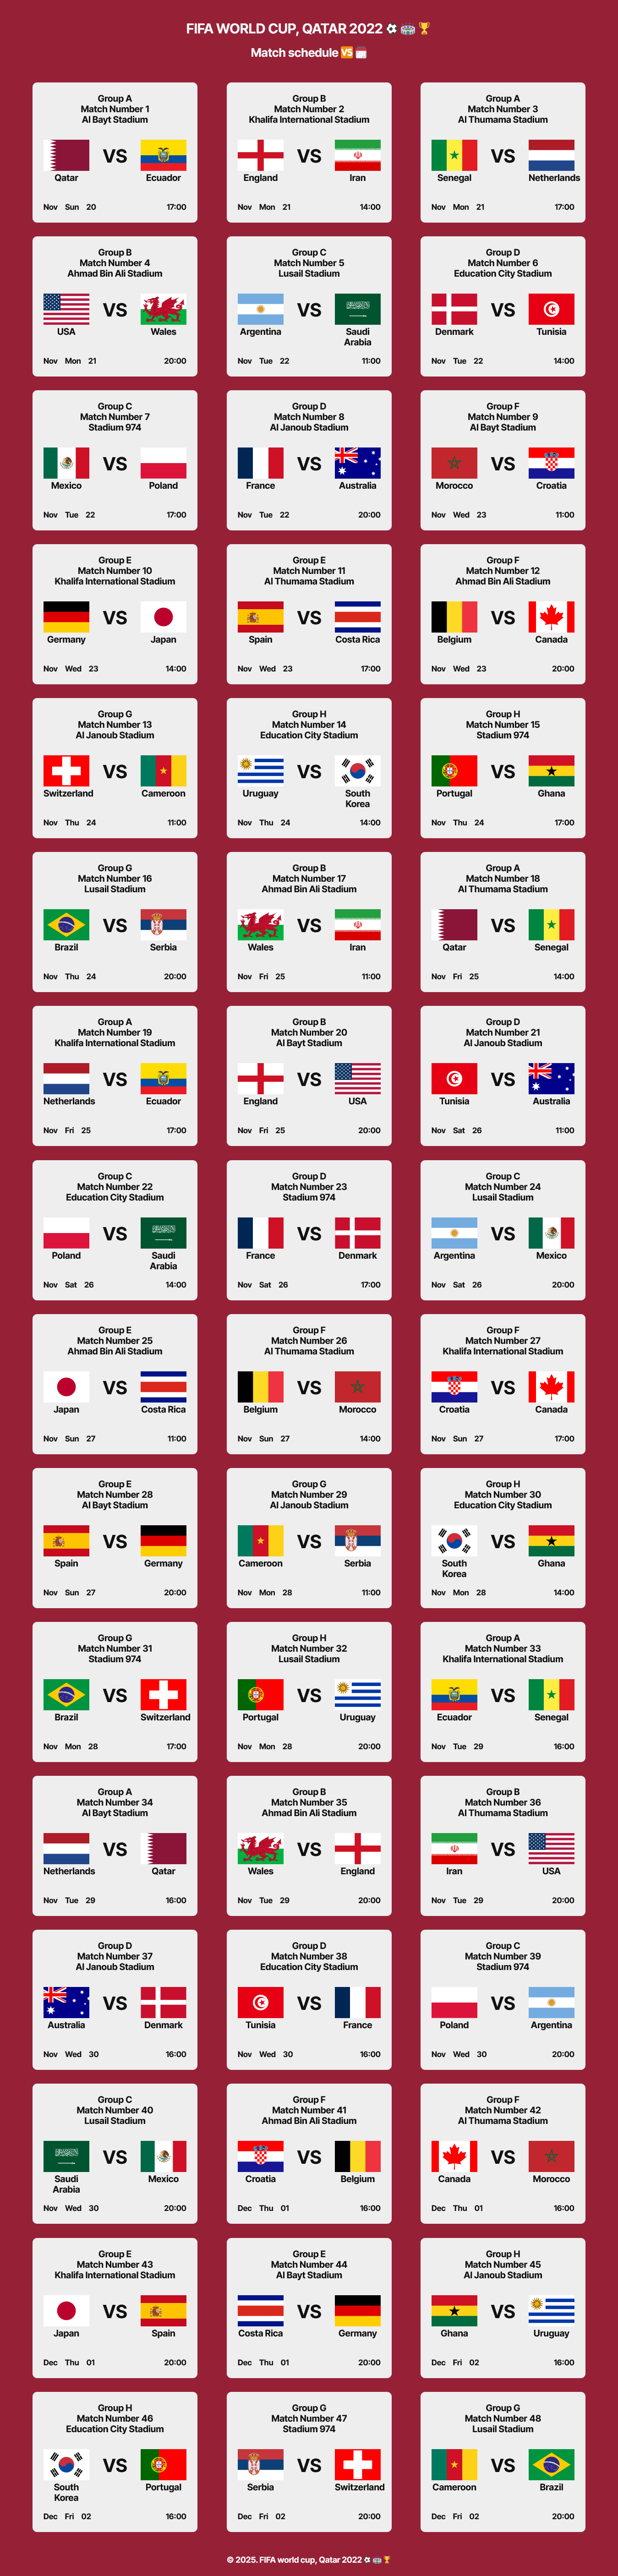 FIFA WORLD CUP, QATAR 2022 ⚽🏟️🏆
Match schedule 🆚🗓️
Group A
Match Number 1
Al Bayt Stadium
VS
Qatar Ecuador
Nov Sun 20 17:00
Group B
Match Number 2
Khalifa International Stadium
VS
England Iran
Nov Mon 21 14:00
Group A
Match Number 3
Al Thumama Stadium
VS
Senegal Netherlands
Nov Mon 21 17:00
Group B
Match Number 4
Ahmad Bin Ali Stadium
VS
USA Wales
Nov Mon 21 20:00
Group C
Match Number 5
Lusail Stadium
VS
Argentina Saudi
Arabia
Nov Tue 22 11:00
Group D
Match Number 6
Education City Stadium
VS
Denmark Tunisia
Nov Tue 22 14:00
Group C
Match Number 7
Stadium 974
VS
Mexico Poland
Nov Tue 22 17:00
Group D
Match Number 8
Al Janoub Stadium
VS
France Australia
Nov Tue 22 20:00
Group F
Match Number 9
Al Bayt Stadium
VS
Morocco Croatia
Nov Wed 23 11:00
Group E
Match Number 10
Khalifa International Stadium
VS
Germany Japan
Nov Wed 23 14:00
Group E
Match Number 11
Al Thumama Stadium
VS
Spain Costa Rica
Nov Wed 23 17:00
Group F
Match Number 12
Ahmad Bin Ali Stadium
VS
Belgium Canada
Nov Wed 23 20:00
Group G
Match Number 13
Al Janoub Stadium
VS
Switzerland Cameroon
Nov Thu 24 11:00
Group H
Match Number 14
Education City Stadium
VS
Uruguay South
Korea
Nov Thu 24 14:00
Group H
Match Number 15
Stadium 974
VS
Portugal Ghana
Nov Thu 24 17:00
Group G
Match Number 16
Lusail Stadium
VS
Brazil Serbia
Nov Thu 24 20:00
Group B
Match Number 17
Ahmad Bin Ali Stadium
VS
Wales Iran
Nov Fri 25 11:00
Group A
Match Number 18
Al Thumama Stadium
VS
Qatar Senegal
Nov Fri 25 14:00
Group A
Match Number 19
Khalifa International Stadium
VS
Netherlands Ecuador
Nov Fri 25 17:00
Group B
Match Number 20
Al Bayt Stadium
VS
England USA
Nov Fri 25 20:00
Group D
Match Number 21
Al Janoub Stadium
VS
Tunisia Australia
Nov Sat 26 11:00
Group C
Match Number 22
Education City Stadium
VS
Poland Saudi
Arabia
Nov Sat 26 14:00
Group D
Match Number 23
Stadium 974
VS
France Denmark
Nov Sat 26 17:00
Group C
Match Number 24
Lusail Stadium
VS
Argentina Mexico
Nov Sat 26 20:00
Group E
Match Number 25
Ahmad Bin Ali Stadium
VS
Japan Costa Rica
Nov Sun 27 11:00
Group F
Match Number 26
Al Thumama Stadium
VS
Belgium Morocco
Nov Sun 27 14:00
Group F
Match Number 27
Khalifa International Stadium
VS
Croatia Canada
Nov Sun 27 17:00
Group E
Match Number 28
Al Bayt Stadium
VS
Spain Germany
Nov Sun 27 20:00
Group G
Match Number 29
Al Janoub Stadium
VS
Cameroon Serbia
Nov Mon 28 11:00
Group H
Match Number 30
Education City Stadium
VS
South
Korea Ghana
Nov Mon 28 14:00
Group G
Match Number 31
Stadium 974
VS
Brazil Switzerland
Nov Mon 28 17:00
Group H
Match Number 32
Lusail Stadium
VS
Portugal Uruguay
Nov Mon 28 20:00
Group A
Match Number 33
Khalifa International Stadium
VS
Ecuador Senegal
Nov Tue 29 16:00
Group A
Match Number 34
Al Bayt Stadium
VS
Netherlands Qatar
Nov Tue 29 16:00
Group B
Match Number 35
Ahmad Bin Ali Stadium
VS
Wales England
Nov Tue 29 20:00
Group B
Match Number 36
Al Thumama Stadium
VS
Iran USA
Nov Tue 29 20:00
Group D
Match Number 37
Al Janoub Stadium
VS
Australia Denmark
Nov Wed 30 16:00
Group D
Match Number 38
Education City Stadium
VS
Tunisia France
Nov Wed 30 16:00
Group C
Match Number 39
Stadium 974
VS
Poland Argentina
Nov Wed 30 20:00
Group C
Match Number 40
Lusail Stadium
VS
Saudi
Arabia Mexico
Nov Wed 30 20:00
Group F
Match Number 41
Ahmad Bin Ali Stadium
VS
Croatia Belgium
Dec Thu 01 16:00
Group F
Match Number 42
Al Thumama Stadium
VS
Canada Morocco
Dec Thu 01 16:00
Group E
Match Number 43
Khalifa International Stadium
VS
Japan Spain
Dec Thu 01 20:00
Group E
Match Number 44
Al Bayt Stadium
VS
Costa Rica Germany
Dec Thu 01 20:00
Group H
Match Number 45
Al Janoub Stadium
VS
Ghana Uruguay
Dec Fri 02 16:00
Group H
Match Number 46
Education City Stadium
VS
South
Korea Portugal
Dec Fri 02 16:00
Group G
Match Number 47
Stadium 974
VS
Serbia Switzerland
Dec Fri 02 20:00
Group G
Match Number 48
Lusail Stadium
VS
Cameroon Brazil
Dec Fri 02 20:00
© 2025. FIFA world cup, Qatar 2022 ⚽🏟️🏆